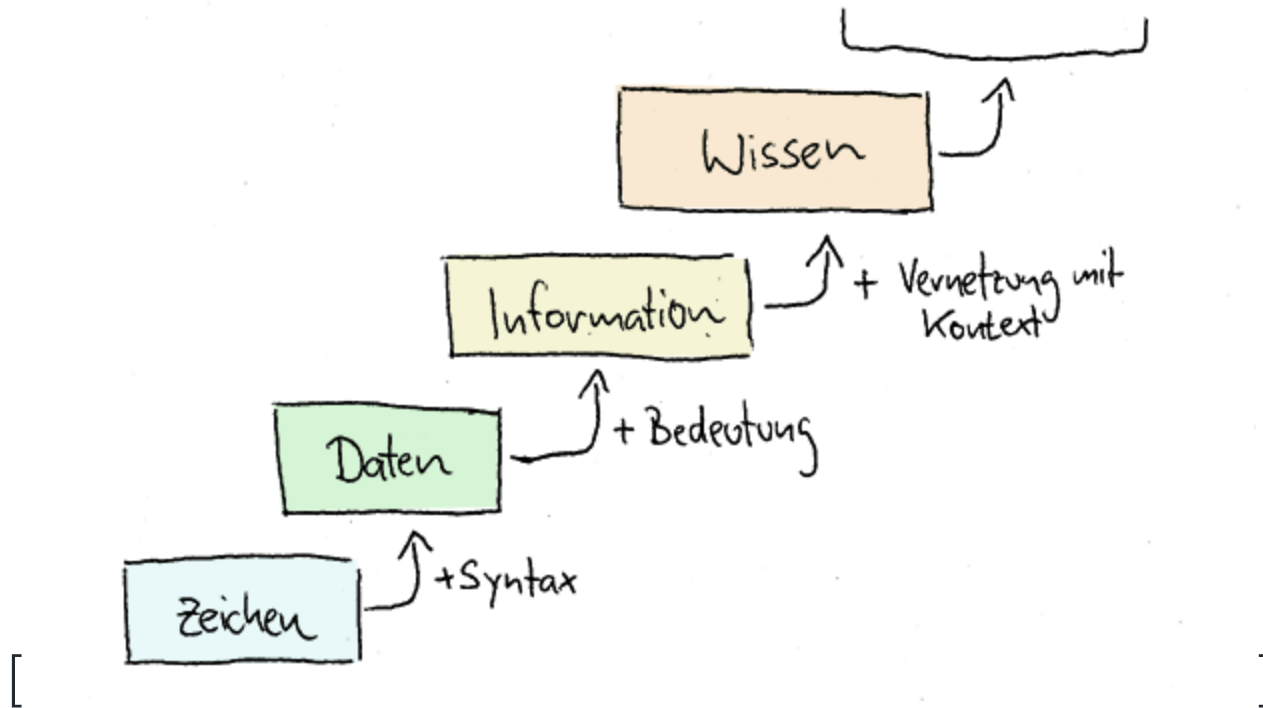 Wissen
+ Vernetzung mit
Kontext
Information
+ Bedeutung
Daten
+ Syntax
Zeichen
[ ]